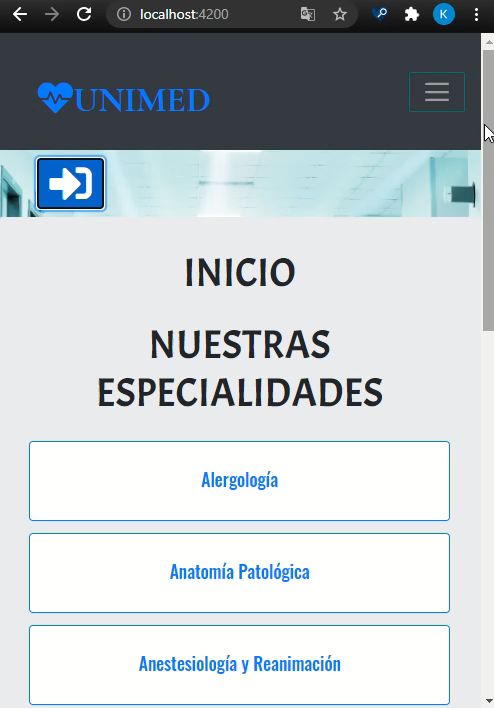 localhost:4200
K
UNIMED
INICIO
NUESTRAS
ESPECIALIDADES
Alergología
Anatomía Patológica
Anestesiología y Reanimación